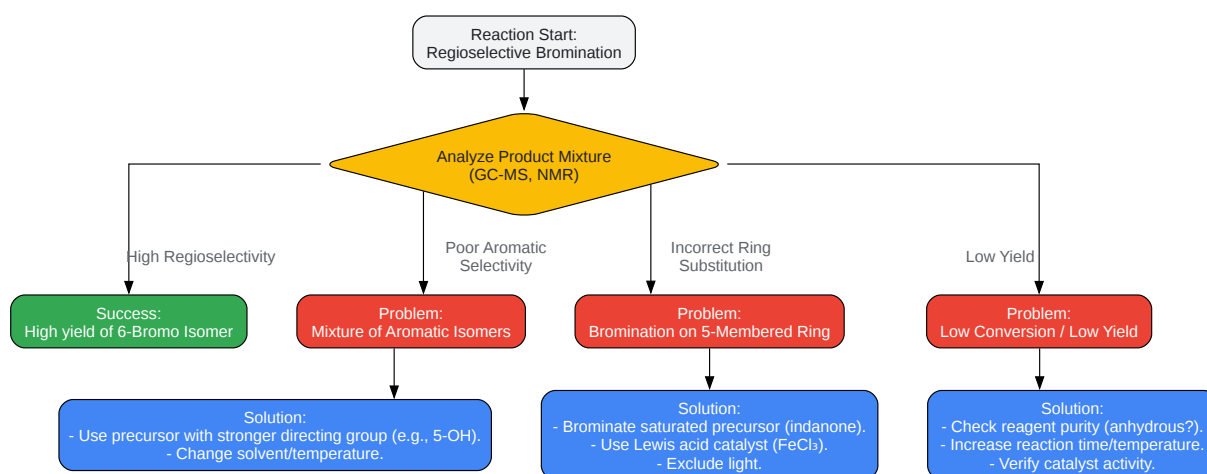 Reaction Start:
Regioselective Bromination
Analyze Product Mixture
(GC-MS, NMR)
High Regioselectivity
Poor Aromatic
Selectivity
Incorrect Ring
Substitution
Low Yield
Success:
High yield of 6-Bromo Isomer
Problem:
Mixture of Aromatic Isomers
Problem:
Bromination on 5-Membered Ring
Problem:
Low Conversion / Low Yield
Solution:
- Use precursor with stronger directing group (e.g., 5-OH).
- Change solvent/temperature.
Solution:
- Brominate saturated precursor (indanone).
- Use Lewis acid catalyst (FeCl₃).
- Exclude light.
Solution:
- Check reagent purity (anhydrous?).
- Increase reaction time/temperature.
- Verify catalyst activity.